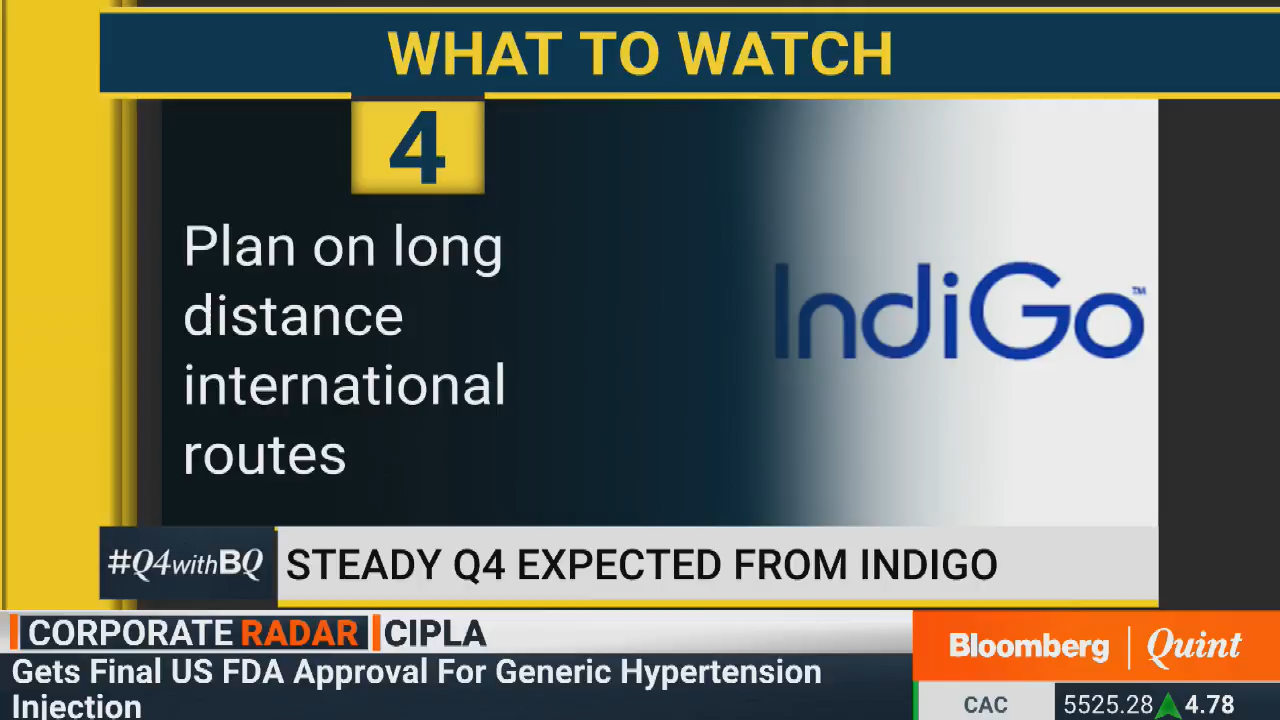 WHAT TO WATCH
4
Plan on long
distance
international
routes
IndiGo™
#Q4withBQ STEADY Q4 EXPECTED FROM INDIGO
CORPORATE RADAR CIPLA
Gets Final US FDA Approval For Generic Hypertension
Injection
Bloomberg | Quint
CAC 5525.28 ▲ 4.78